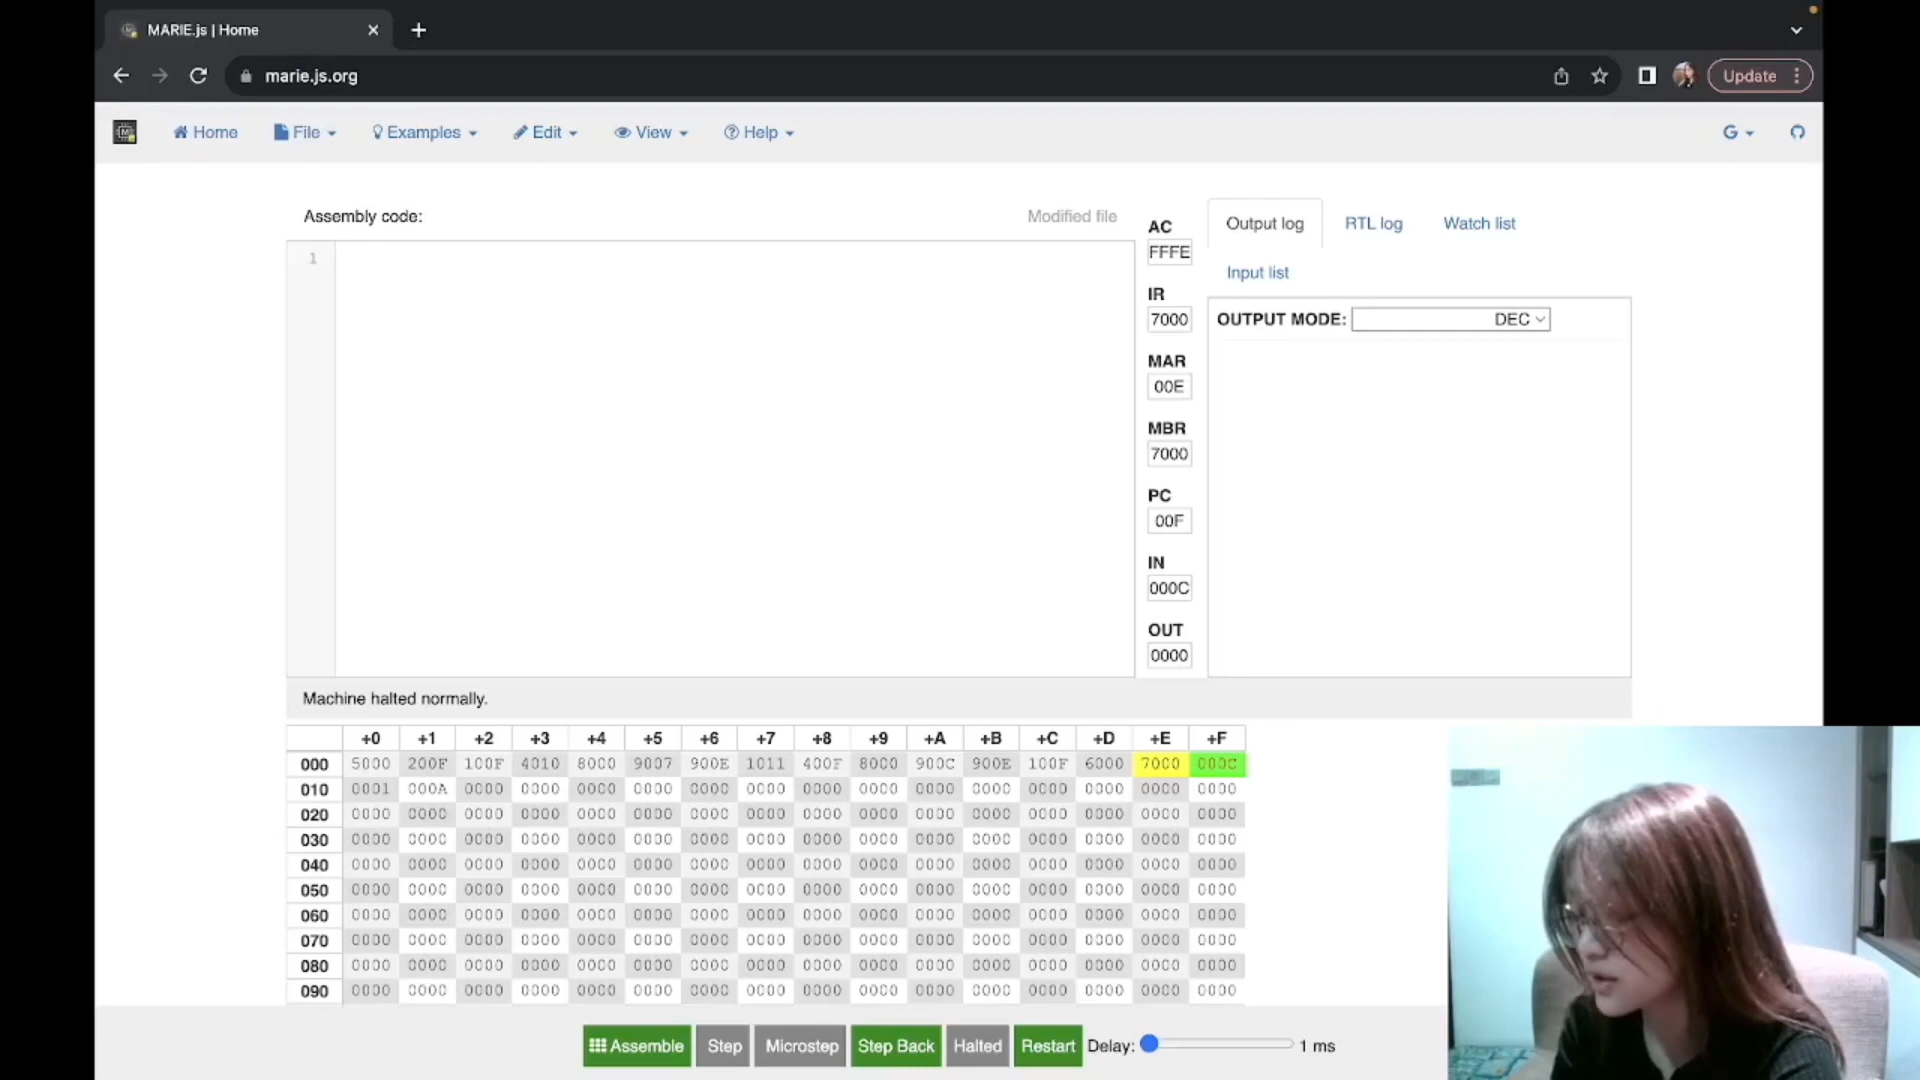 MARIE.js | Home
marie.js.org
Update
Home
File
Examples
Edit
View
Help
G
Assembly code:
Modified file
1
AC
FFFE
IR
7000
MAR
00E
MBR
7000
PC
00F
IN
000C
OUT
0000
Output log
RTL log
Watch list
Input list
OUTPUT MODE: DEC
Machine halted normally.
+0 +1 +2 +3 +4 +5 +6 +7 +8 +9 +A +B +C +D +E +F
000 5000 200F 100F 4010 8000 9007 900E 1011 400F 8000 900C 900E 100F 6000 7000 000C
010 0001 000A 0000 0000 0000 0000 0000 0000 0000 0000 0000 0000 0000 0000 0000 0000
020 0000 0000 0000 0000 0000 0000 0000 0000 0000 0000 0000 0000 0000 0000 0000 0000
030 0000 0000 0000 0000 0000 0000 0000 0000 0000 0000 0000 0000 0000 0000 0000 0000
040 0000 0000 0000 0000 0000 0000 0000 0000 0000 0000 0000 0000 0000 0000 0000 0000
050 0000 0000 0000 0000 0000 0000 0000 0000 0000 0000 0000 0000 0000 0000 0000 0000
060 0000 0000 0000 0000 0000 0000 0000 0000 0000 0000 0000 0000 0000 0000 0000 0000
070 0000 0000 0000 0000 0000 0000 0000 0000 0000 0000 0000 0000 0000 0000 0000 0000
080 0000 0000 0000 0000 0000 0000 0000 0000 0000 0000 0000 0000 0000 0000 0000 0000
090 0000 0000 0000 0000 0000 0000 0000 0000 0000 0000 0000 0000 0000 0000 0000 0000
Assemble
Step
Microstep
Step Back
Halted
Restart
Delay:
1 ms